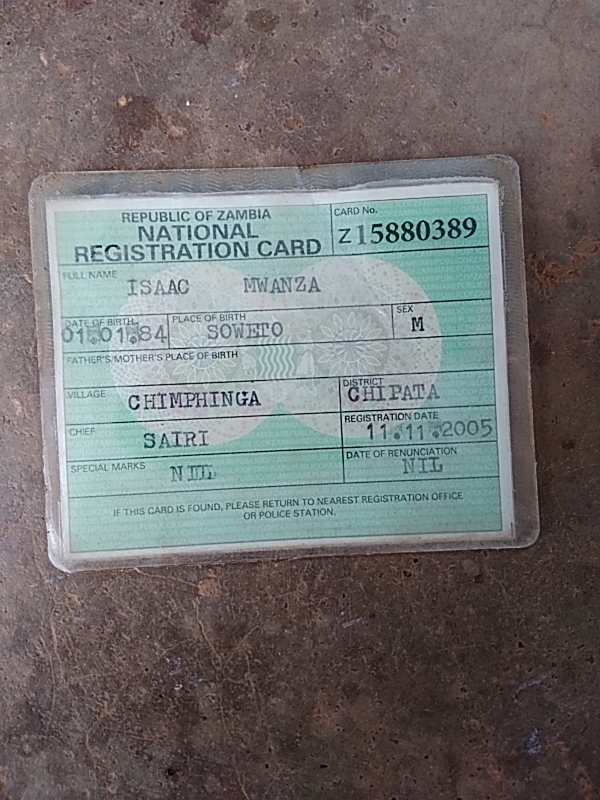 REPUBLIC OF ZAMBIA
NATIONAL
REGISTRATION CARD
CARD No.
Z15880389
FULL NAME
ISAAC MWANZA
DATE OF BIRTH
01.01.84
PLACE OF BIRTH
SOWETO
SEX
M
FATHER'S/MOTHER'S PLACE OF BIRTH
VILLAGE
CHIMPHINGA
DISTRICT
CHIPATA
CHIEF
SAIRI
REGISTRATION DATE
11.11.2005
SPECIAL MARKS
NIL
DATE OF RENUNCIATION
NIL
IF THIS CARD IS FOUND, PLEASE RETURN TO NEAREST REGISTRATION OFFICE
OR POLICE STATION.